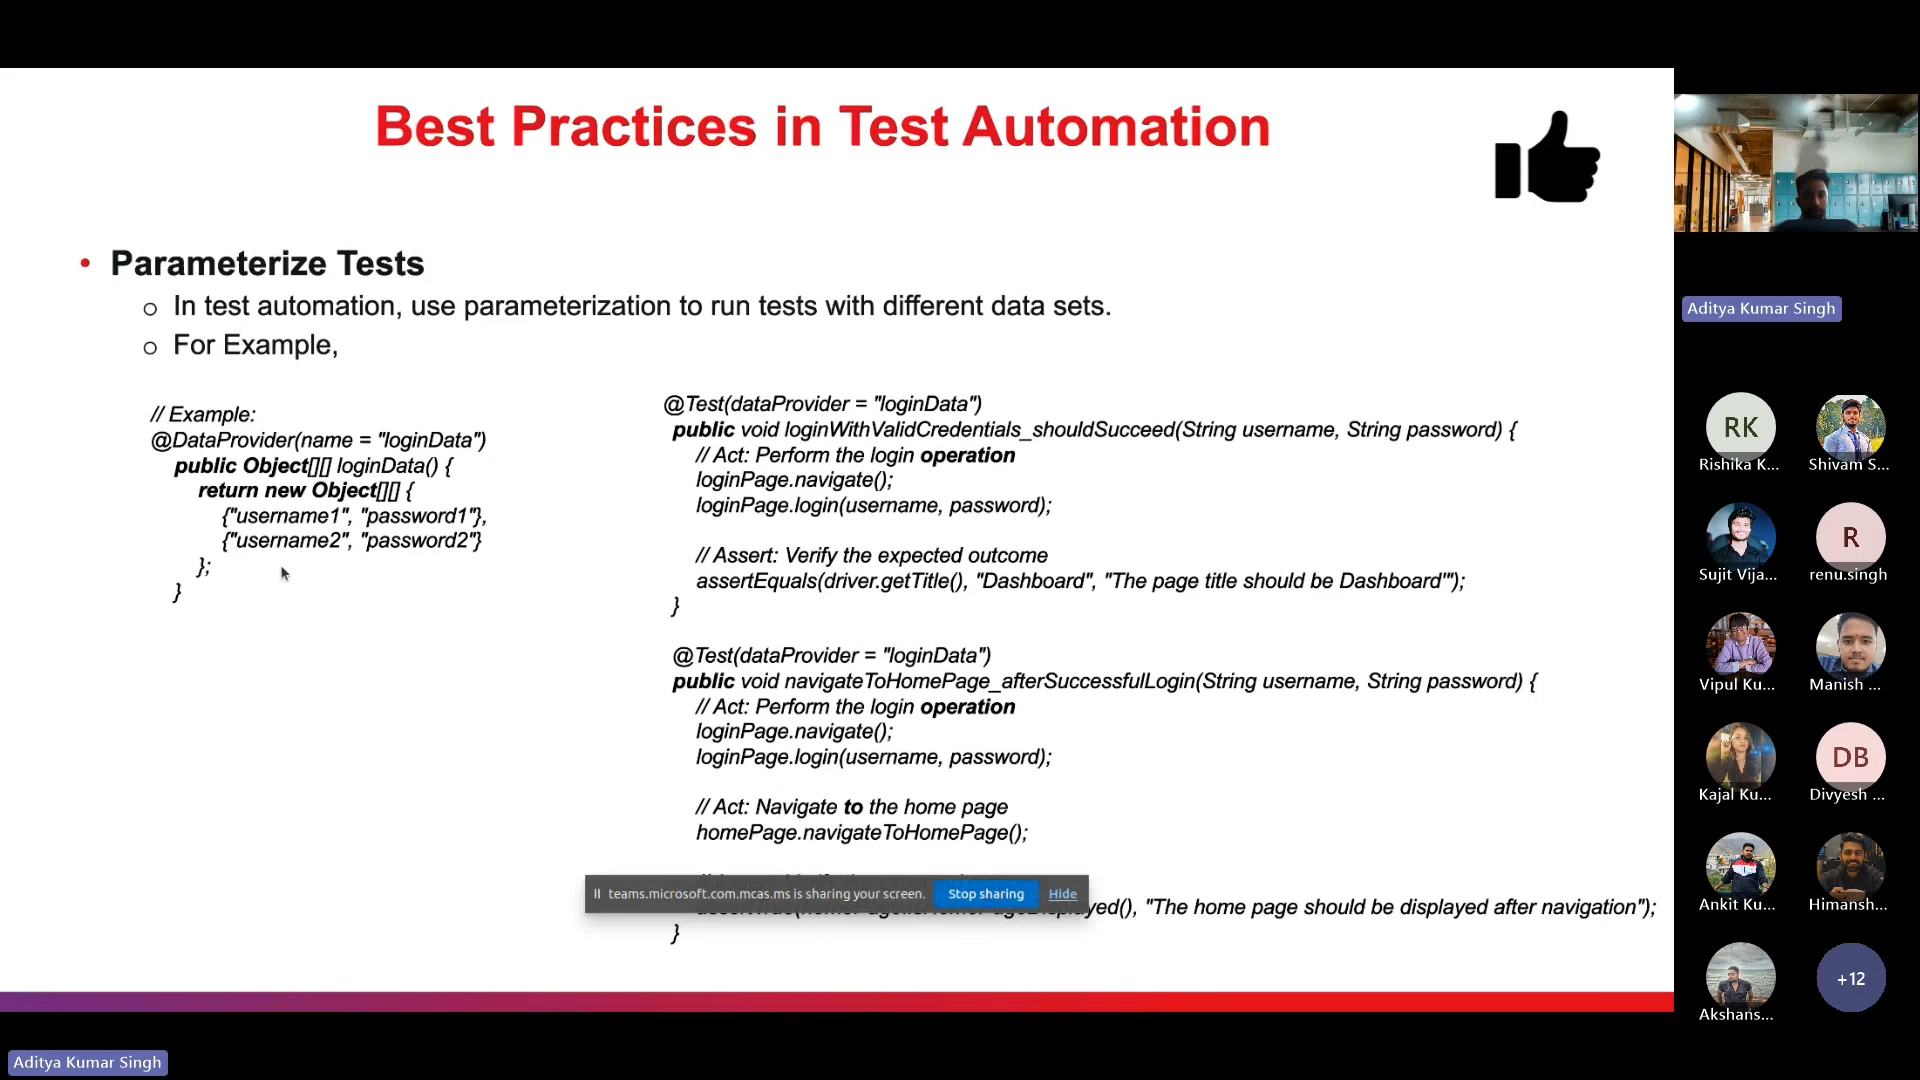 Best Practices in Test Automation
• Parameterize Tests
o In test automation, use parameterization to run tests with different data sets.
o For Example,
// Example:
@DataProvider(name = "loginData")
public Object[][] loginData() {
return new Object[][] {
{"username1", "password1"},
{"username2", "password2"}
};
}
@Test(dataProvider = "loginData")
public void loginWithValidCredentials_shouldSucceed(String username, String password) {
// Act: Perform the login operation
loginPage.navigate();
loginPage.login(username, password);
// Assert: Verify the expected outcome
assertEquals(driver.getTitle(), "Dashboard", "The page title should be Dashboard'");
}
@Test(dataProvider = "loginData")
public void navigateToHomePage_afterSuccessfulLogin(String username, String password) {
// Act: Perform the login operation
loginPage.navigate();
loginPage.login(username, password);
// Act: Navigate to the home page
homePage.navigateToHomePage();
teams.microsoft.com.mcas.ms is sharing your screen. Stop sharing Hide
"The home page should be displayed after navigation");
}
Aditya Kumar Singh
RK
Rishika K...
Shivam S...
Sujit Vija...
R
renu.singh
Vipul Ku...
Manish ...
Kajal Ku...
DB
Divyesh ...
Ankit Ku...
Himansh...
Akshans...
+12
Aditya Kumar Singh